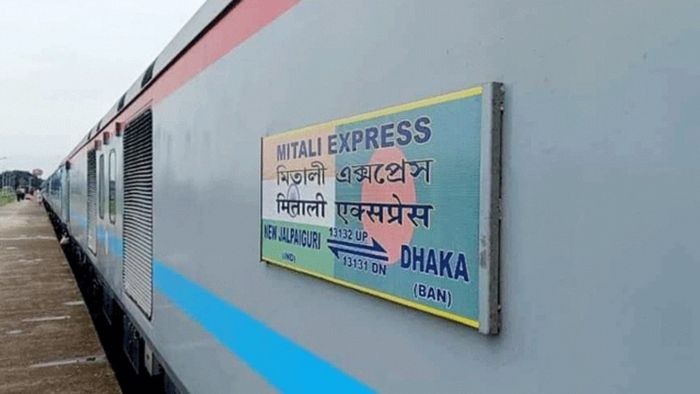 MITALI EXPRESS
মিতালী এক্সপ্রেস
मिताली एक्सप्रेस
NEW JALPAIGURI
(IND)
13132 UP
13131 DN
DHAKA
(BAN)